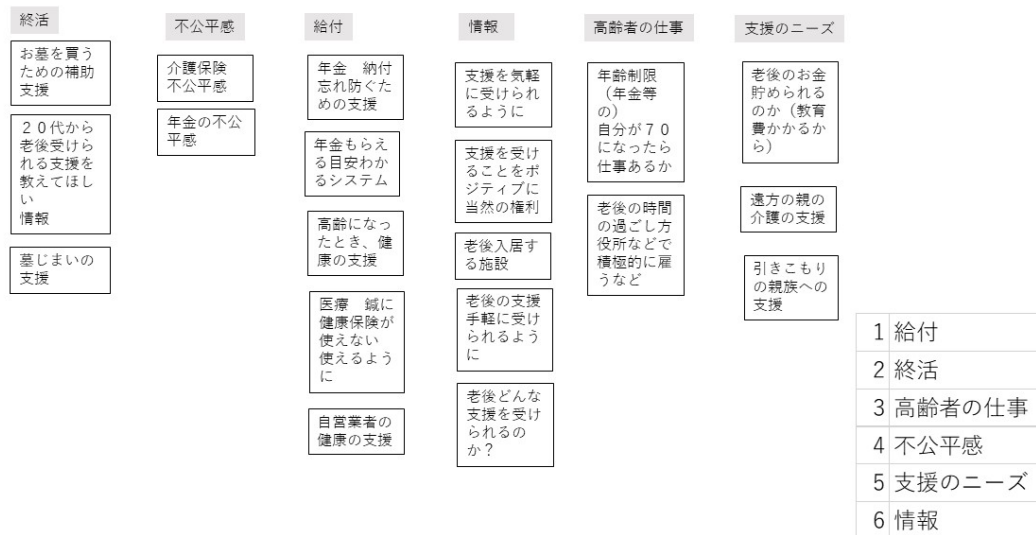 終活
お墓を買う
ための補助
支援
２０代から
老後受けら
れる支援を
教えてほし
い
情報
墓じまいの
支援
不公平感
介護保険
不公平感
年金の不公
平感
給付
年金　納付
忘れ防ぐた
めの支援
年金もらえ
る目安わか
るシステム
高齢になっ
たとき、健
康の支援
医療　鍼に
健康保険が
使えない
使えるよう
に
自営業者の
健康の支援
情報
支援を気軽
に受けられ
るように
支援を受け
ることをポ
ジティブに
当然の権利
老後入居す
る施設
老後の支援
手軽に受け
られるよう
に
老後どんな
支援を受け
られるの
か？
高齢者の仕事
年齢制限
（年金等
の）
自分が７０
になったら
仕事あるか
老後の時間
の過ごし方
役所などで
積極的に雇
うなど
支援のニーズ
老後のお金
貯められる
のか（教育
費かかるか
ら）
遠方の親の
介護の支援
引きこもり
の親族への
支援
1 給付
2 終活
3 高齢者の仕事
4 不公平感
5 支援のニーズ
6 情報